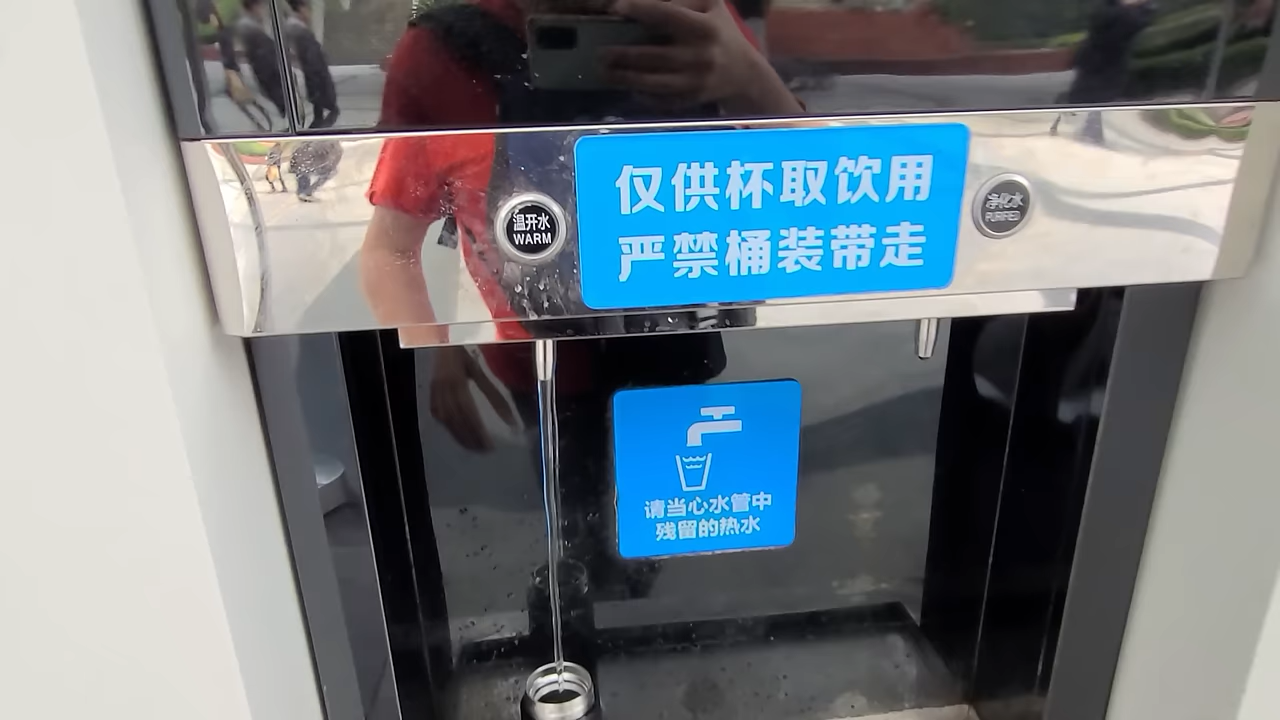 仅供杯取饮用
严禁桶装带走
温开水
WARM
净化水
PURIFIED
请当心水管中
残留的热水